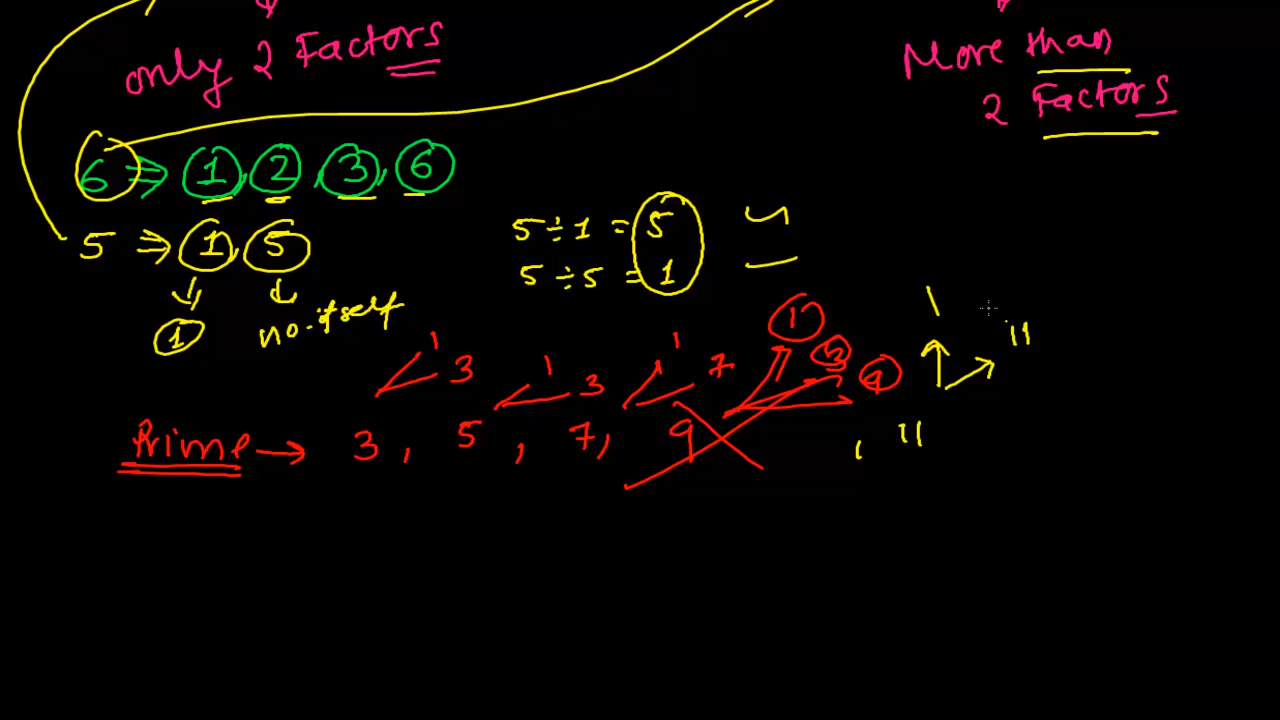 only 2 Factors
More than
2 Factors
6 ⇒ 1, 2, 3, 6
5 ⇒ 1, 5
5 ÷ 1 = 5
5 ÷ 5 = 1
1 no. itself
1 3 1 3 1 7 1 3 9 1 11
Prime → 3, 5, 7, 9 , 11